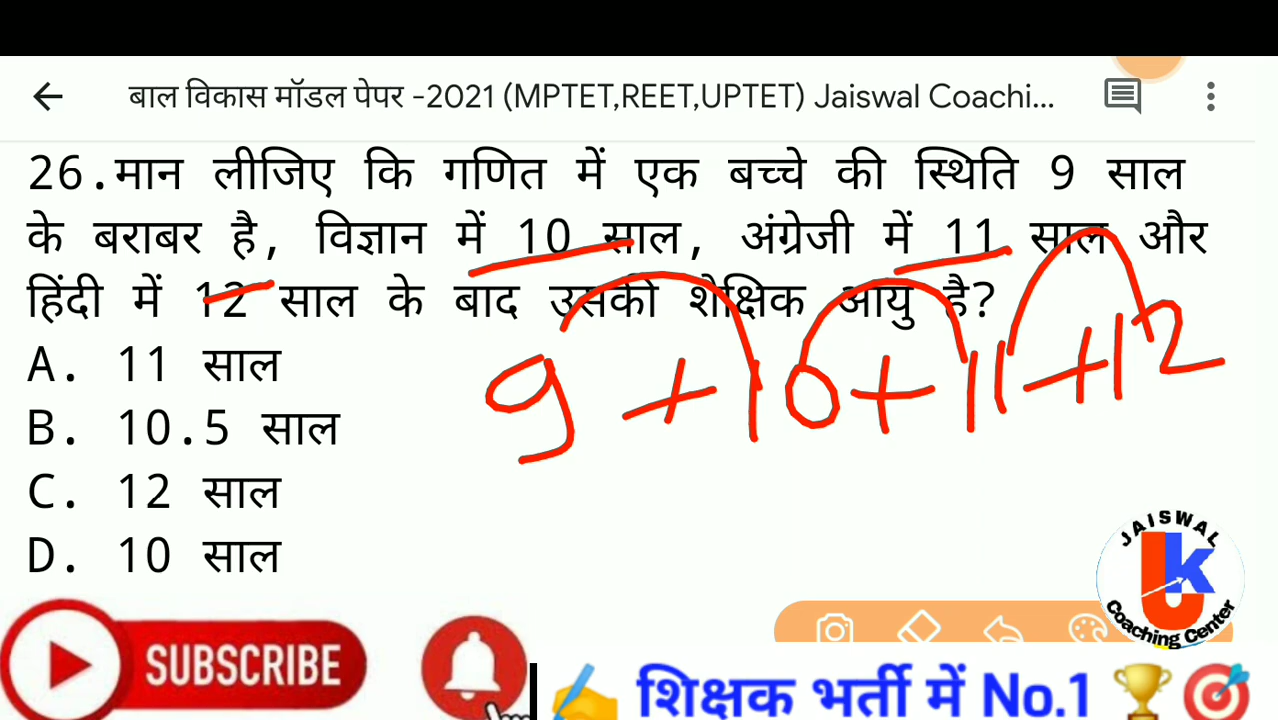 बाल विकास मॉडल पेपर -2021 (MPTET,REET,UPTET) Jaiswal Coachi...
26.मान लीजिए कि गणित में एक बच्चे की स्थिति 9 साल
के बराबर है, विज्ञान में 10 साल, अंग्रेजी में 11 साल और
हिंदी में 12 साल के बाद उसकी शैक्षिक आयु है?
9+10+11+12
A. 11 साल
B. 10.5 साल
C. 12 साल
D. 10 साल
JAISWAL
UK
Coaching Center
SUBSCRIBE
शिक्षक भर्ती में No.1